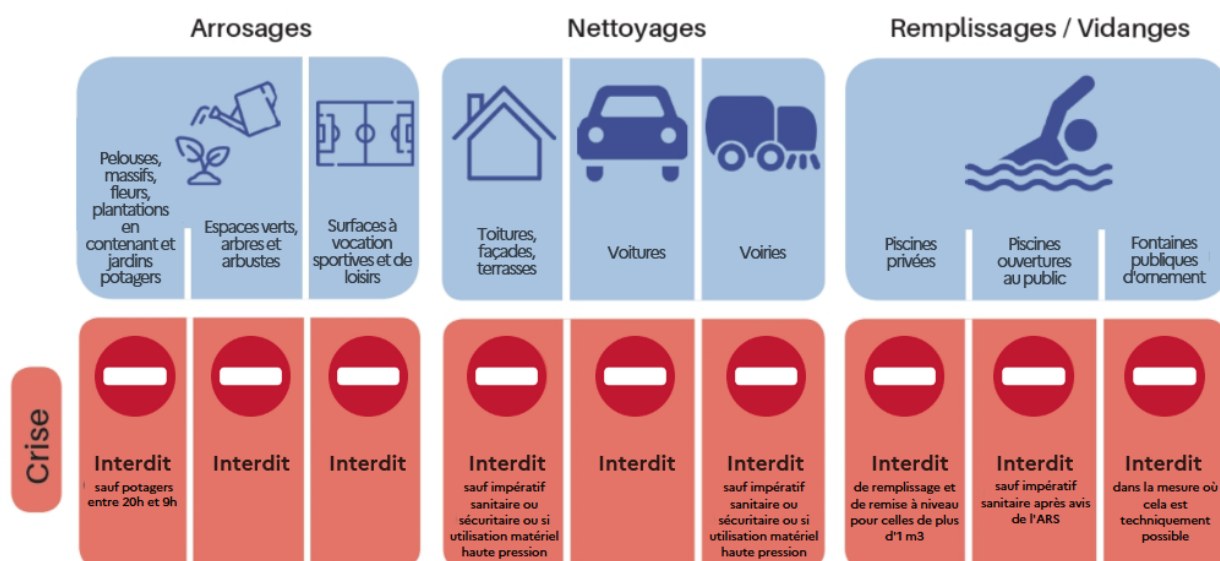 Arrosages
Nettoyages
Remplissages / Vidanges
Pelouses,
massifs,
fleurs,
plantations
en
contenant et
jardins
potagers
Espaces verts,
arbres et
arbustes
Surfaces à
vocation
sportives et de
loisirs
Toitures,
façades,
terrasses
Voitures
Voiries
Piscines
privées
Piscines
ouvertures
au public
Fontaines
publiques
d'ornement
Crise
Interdit
sauf potagers
entre 20h et 9h
Interdit
Interdit
Interdit
sauf impératif
sanitaire ou
sécuritaire ou si
utilisation matériel
haute pression
Interdit
Interdit
sauf impératif
sanitaire ou
sécuritaire ou si
utilisation matériel
haute pression
Interdit
de remplissage et
de remise à niveau
pour celles de plus
d'1 m3
Interdit
sauf impératif
sanitaire après avis
de l'ARS
Interdit
dans la mesure où
cela est
techniquement
possible